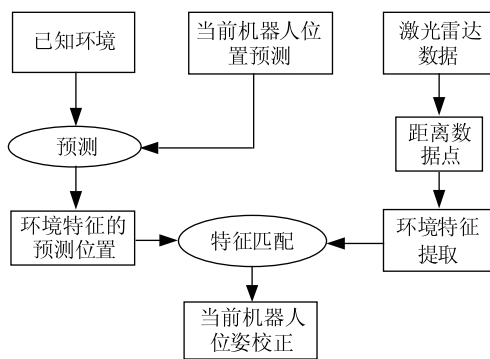 已知环境
当前机器人位
置预测
激光雷达
数据
预测
距离数
据点
环境特征的
预测位置
特征匹配
环境特征
提取
当前机器人
位姿校正